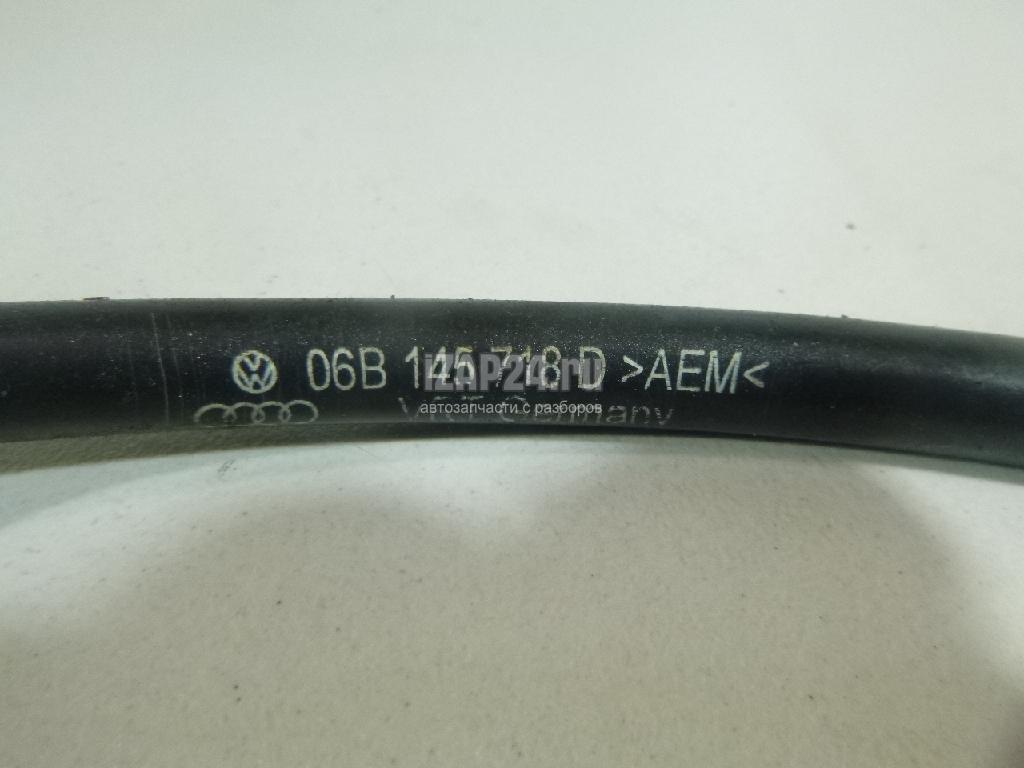 06B 145 718 D >AEM<
iZAP24.ru
автозапчасти с разборов
Germany